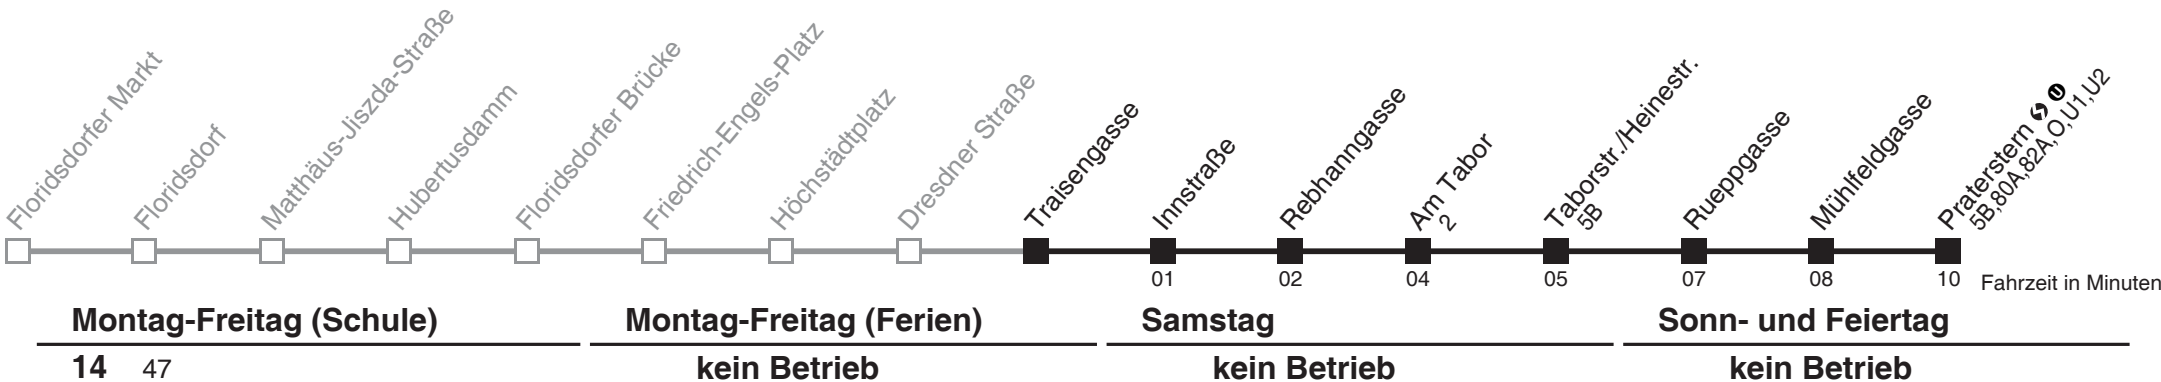 Floridsdorfer Markt
Floridsdorf
Matthäus-Jiszda-Straße
Hubertusdamm
Floridsdorfer Brücke
Friedrich-Engels-Platz
Höchstädtplatz
Dresdner Straße
Traisengasse
Innstraße
Rebhanngasse
Am Tabor
2
Taborstr./Heinestr.
5B
Rueppgasse
Mühlfeldgasse
Praterstern S U
5B,80A,82A,O,U1,U2
01 02 04 05 07 08 10 Fahrzeit in Minuten
Montag-Freitag (Schule) Montag-Freitag (Ferien) Samstag Sonn- und Feiertag
14 47 kein Betrieb kein Betrieb kein Betrieb